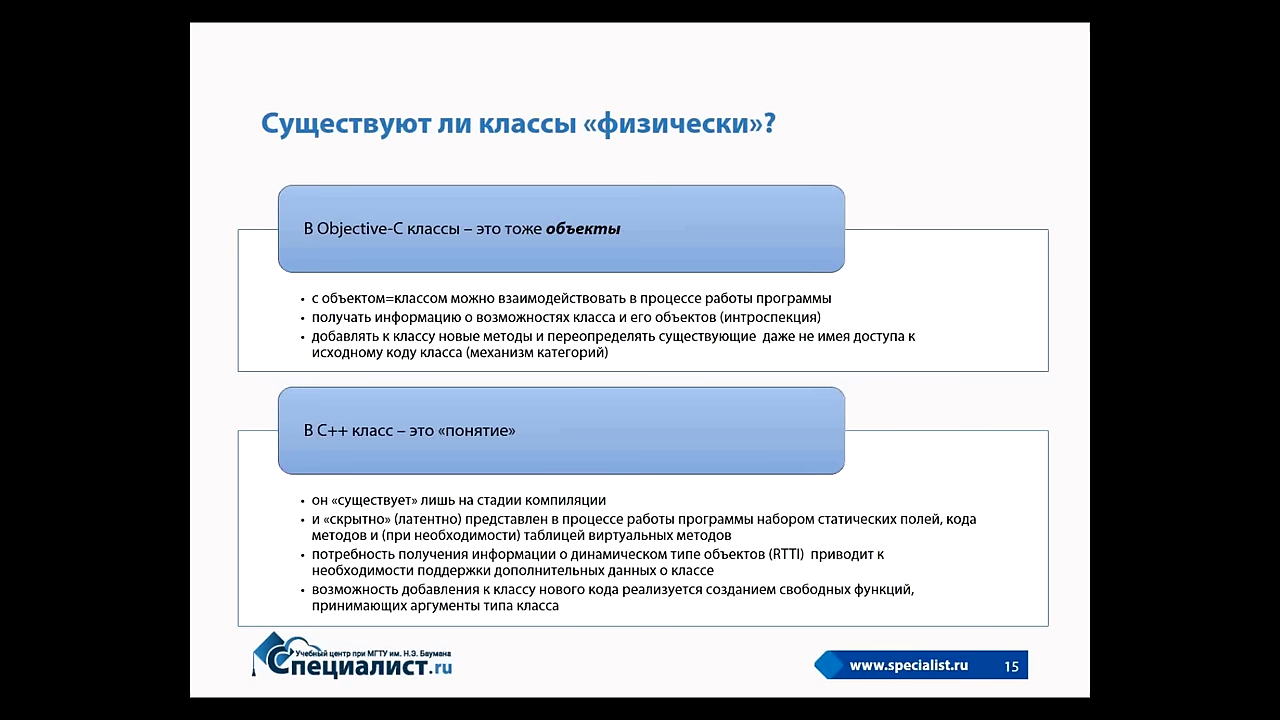 Существуют ли классы «физически»?
В Objective-C классы – это тоже объекты
• с объектом=классом можно взаимодействовать в процессе работы программы
• получать информацию о возможностях класса и его объектов (интроспекция)
• добавлять к классу новые методы и переопределять существующие даже не имея доступа к
исходному коду класса (механизм категорий)
В C++ класс – это «понятие»
• он «существует» лишь на стадии компиляции
• и «скрытно» (латентно) представлен в процессе работы программы набором статических полей, кода
методов и (при необходимости) таблицей виртуальных методов
• потребность получения информации о динамическом типе объектов (RTTI) приводит к
необходимости поддержки дополнительных данных о классе
• возможность добавления к классу нового кода реализуется созданием свободных функций,
принимающих аргументы типа класса
Учебный центр при МГТУ им. Н.Э. Баумана
Специалист.ru
www.specialist.ru 15